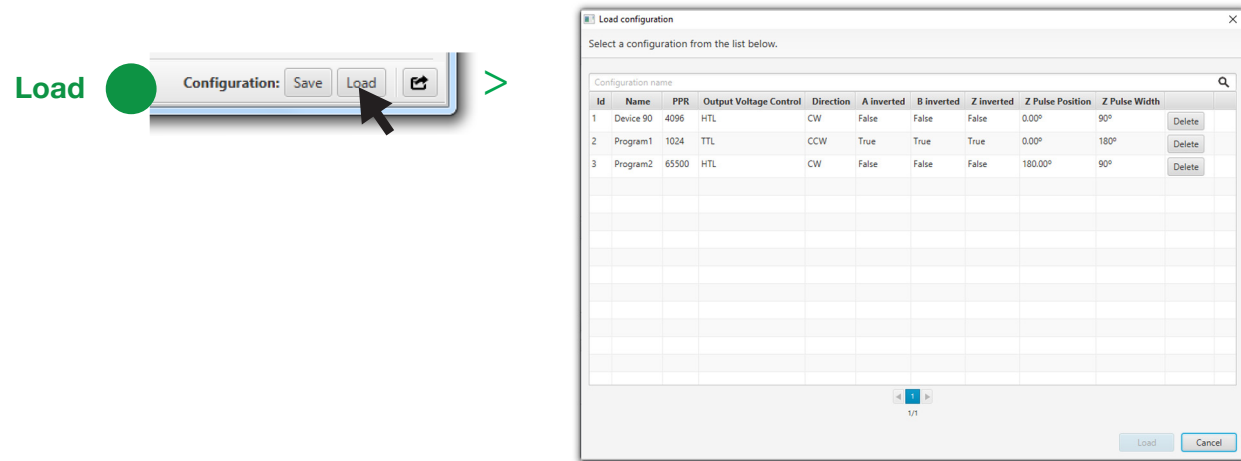 Load
Configuration: Save Load
>
Load configuration
Select a configuration from the list below.
Configuration name
Id Name PPR Output Voltage Control Direction A inverted B inverted Z inverted Z Pulse Position Z Pulse Width
1 Device 90 4096 HTL CW False False False 0.00º 90º Delete
2 Program1 1024 TTL CCW True True True 0.00º 180º Delete
3 Program2 65500 HTL CW False False False 180.00º 90º Delete
1
1/1
Load Cancel